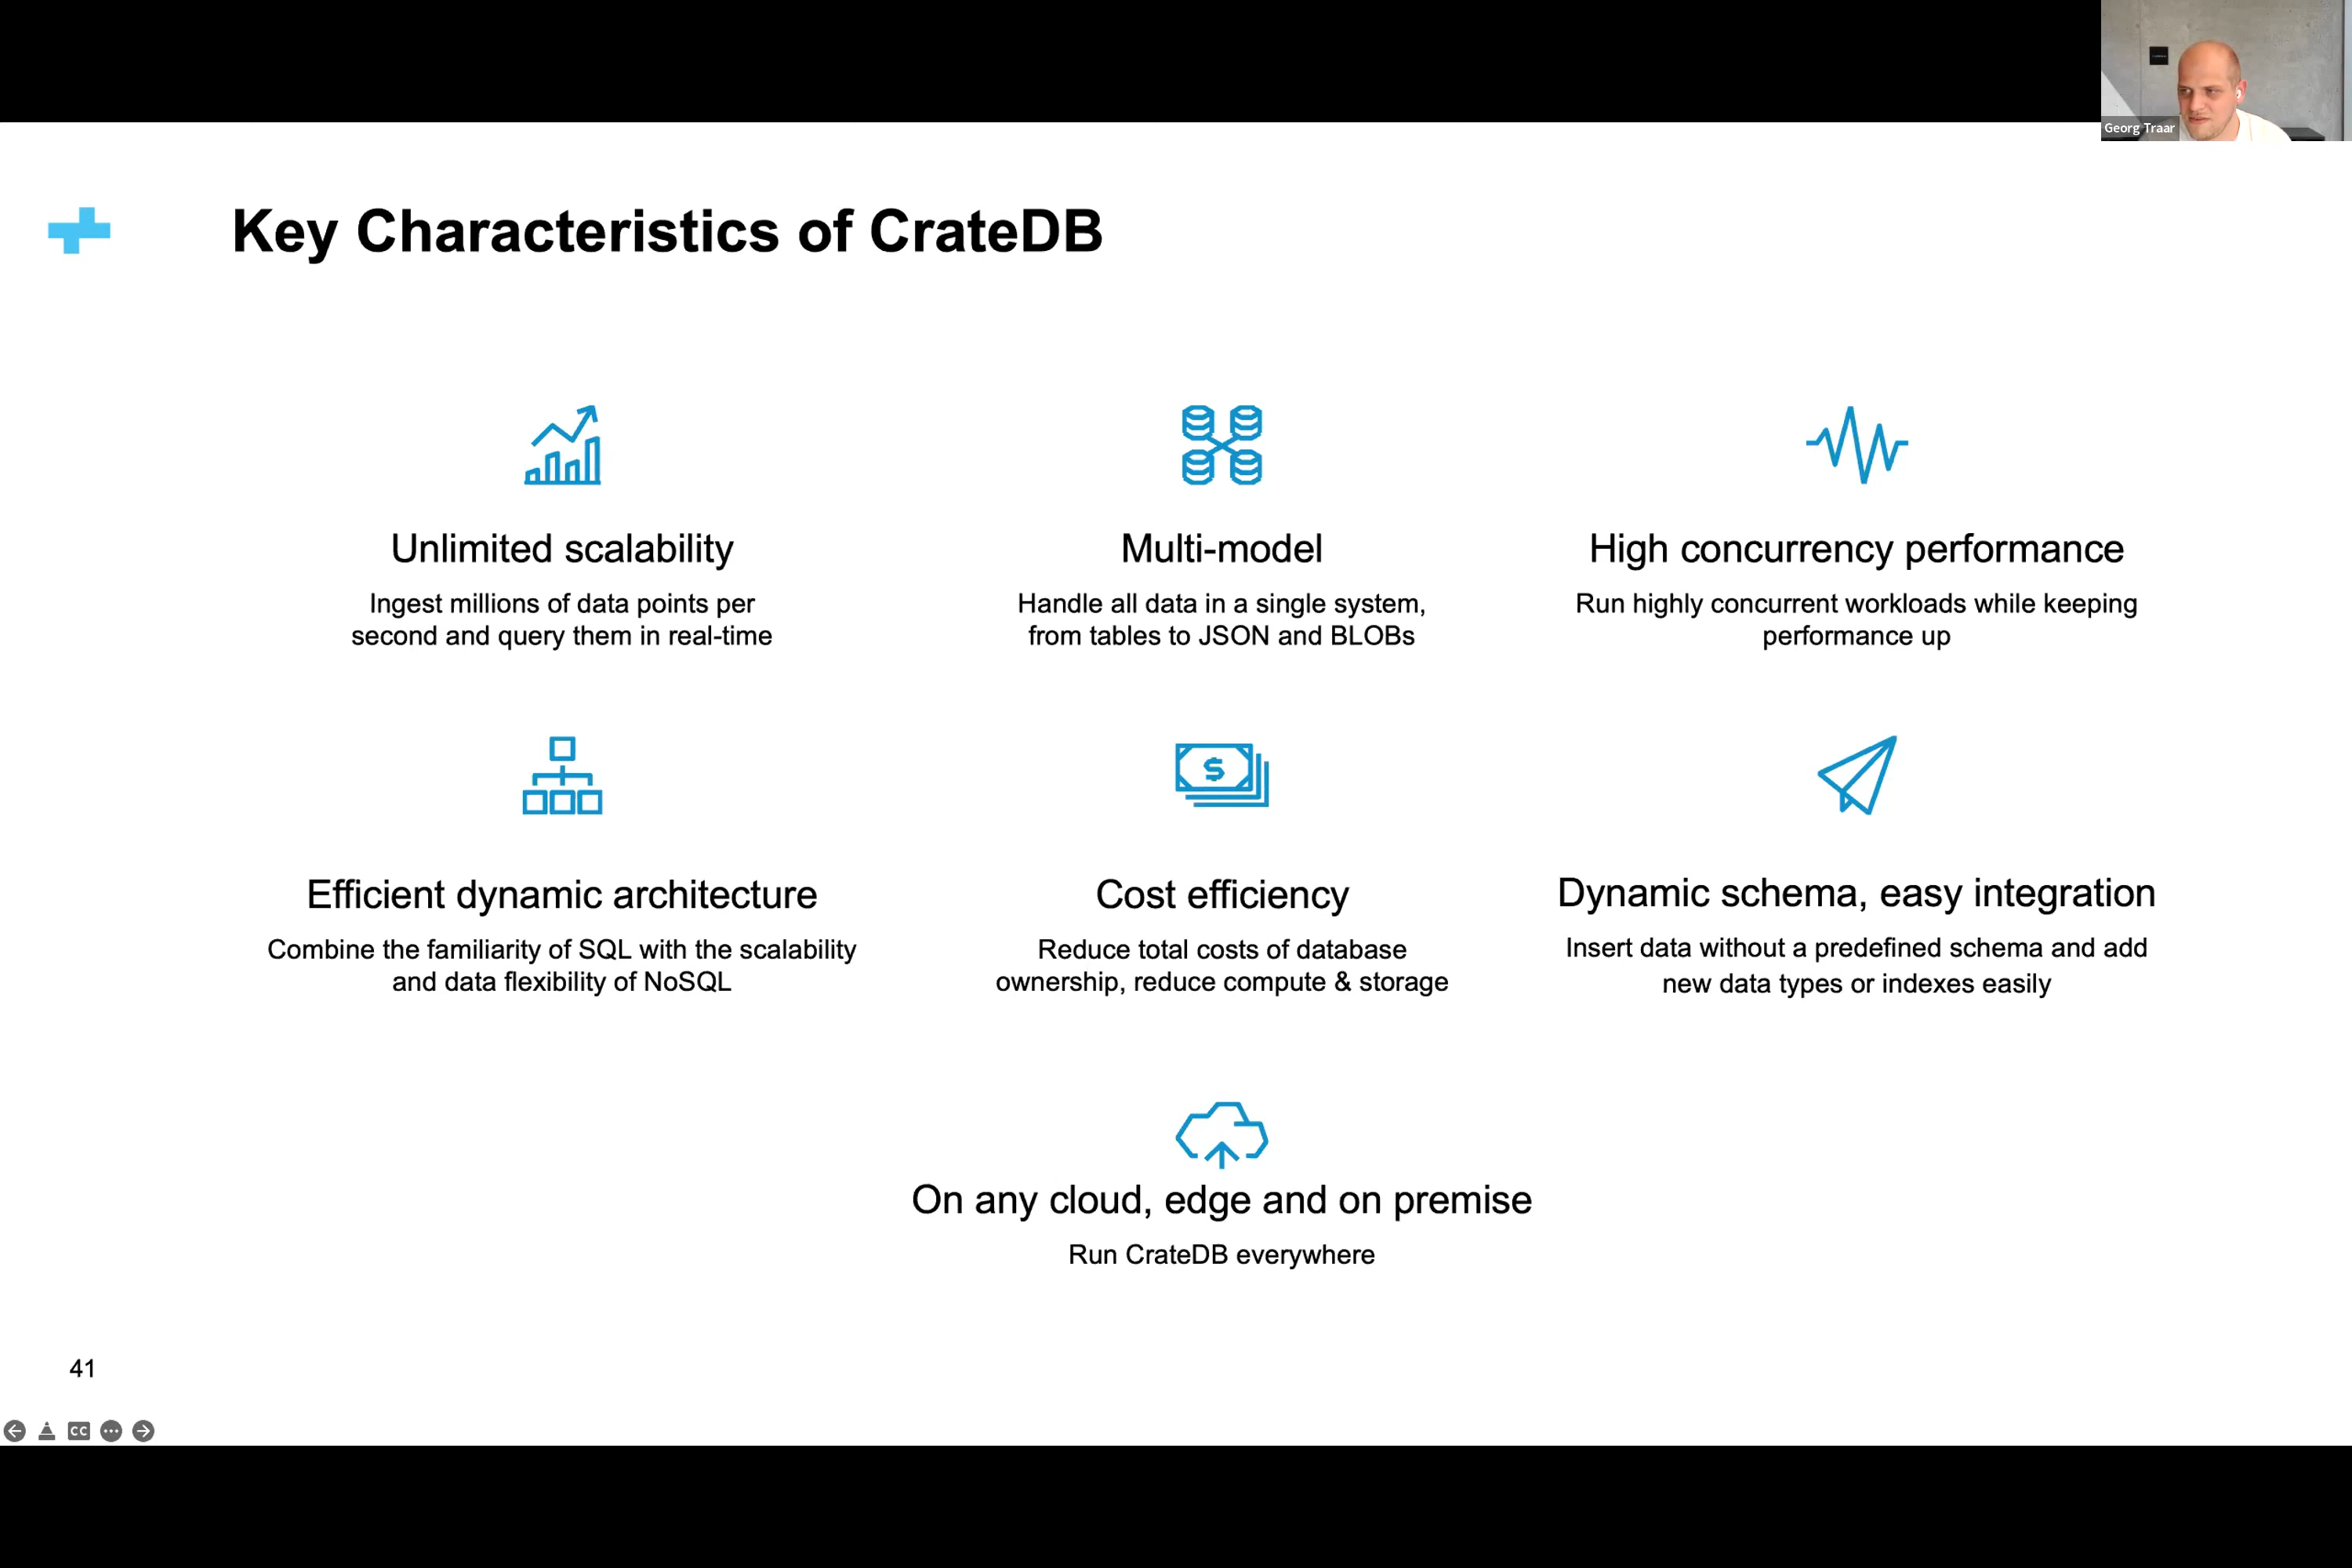 Georg Traar
Key Characteristics of CrateDB
Unlimited scalability
Ingest millions of data points per
second and query them in real-time
Multi-model
Handle all data in a single system,
from tables to JSON and BLOBs
High concurrency performance
Run highly concurrent workloads while keeping
performance up
$
Efficient dynamic architecture
Combine the familiarity of SQL with the scalability
and data flexibility of NoSQL
Cost efficiency
Reduce total costs of database
ownership, reduce compute & storage
Dynamic schema, easy integration
Insert data without a predefined schema and add
new data types or indexes easily
On any cloud, edge and on premise
Run CrateDB everywhere
41
CC